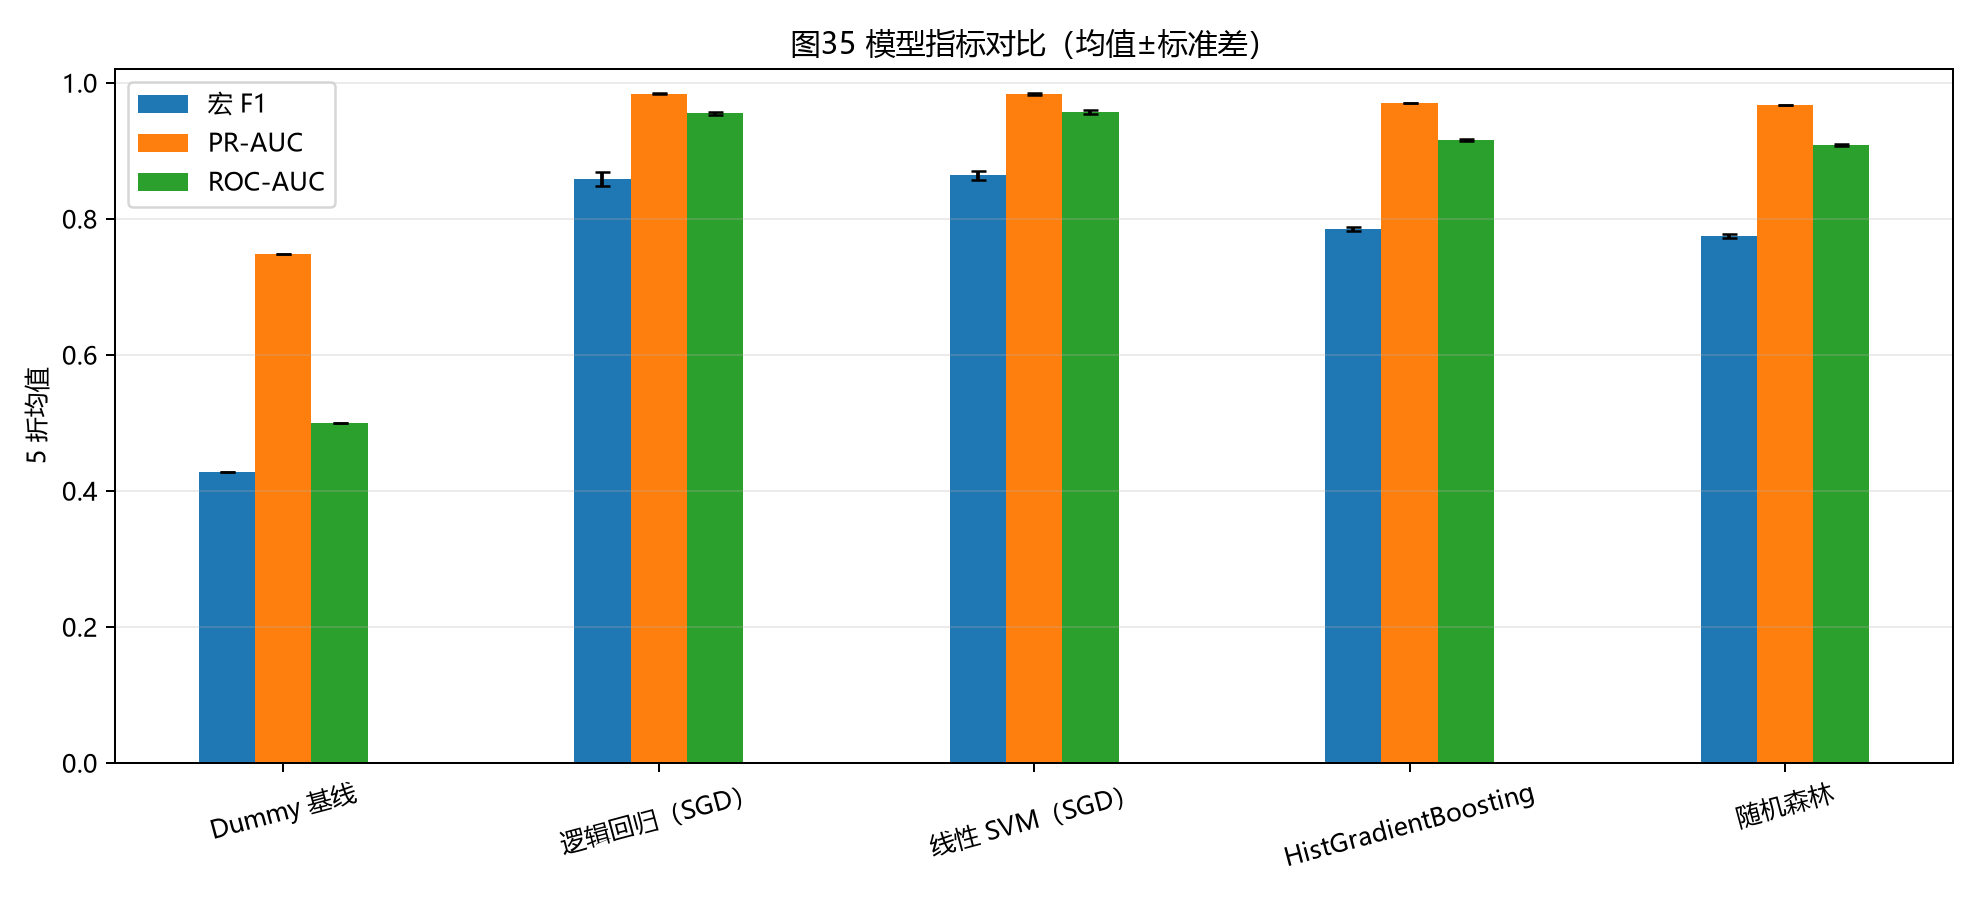 图35 模型指标对比（均值±标准差）
宏 F1
PR-AUC
ROC-AUC
5 折均值
1.0
0.8
0.6
0.4
0.2
0.0
Dummy 基线
逻辑回归（SGD）
线性 SVM（SGD）
HistGradientBoosting
随机森林